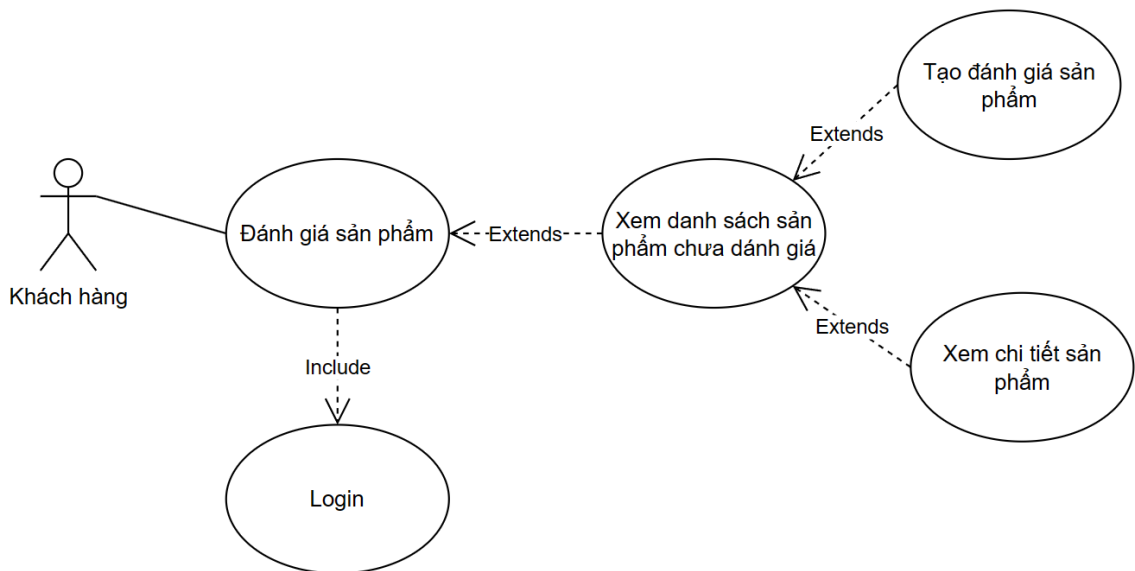 Tạo đánh giá sản
phẩm
Extends
Đánh giá sản phẩm
Extends
Xem danh sách sản
phẩm chưa dánh giá
Khách hàng
Extends
Xem chi tiết sản
phẩm
Include
Login